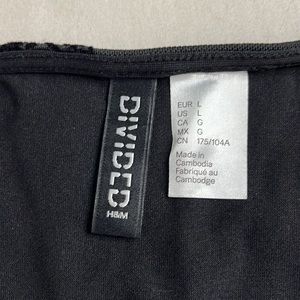 DIVIDED
H&M
EUR L
US L
CA G
MX G
CN 175/104A
Made in
Cambodia
Fabriqué au
Cambodge